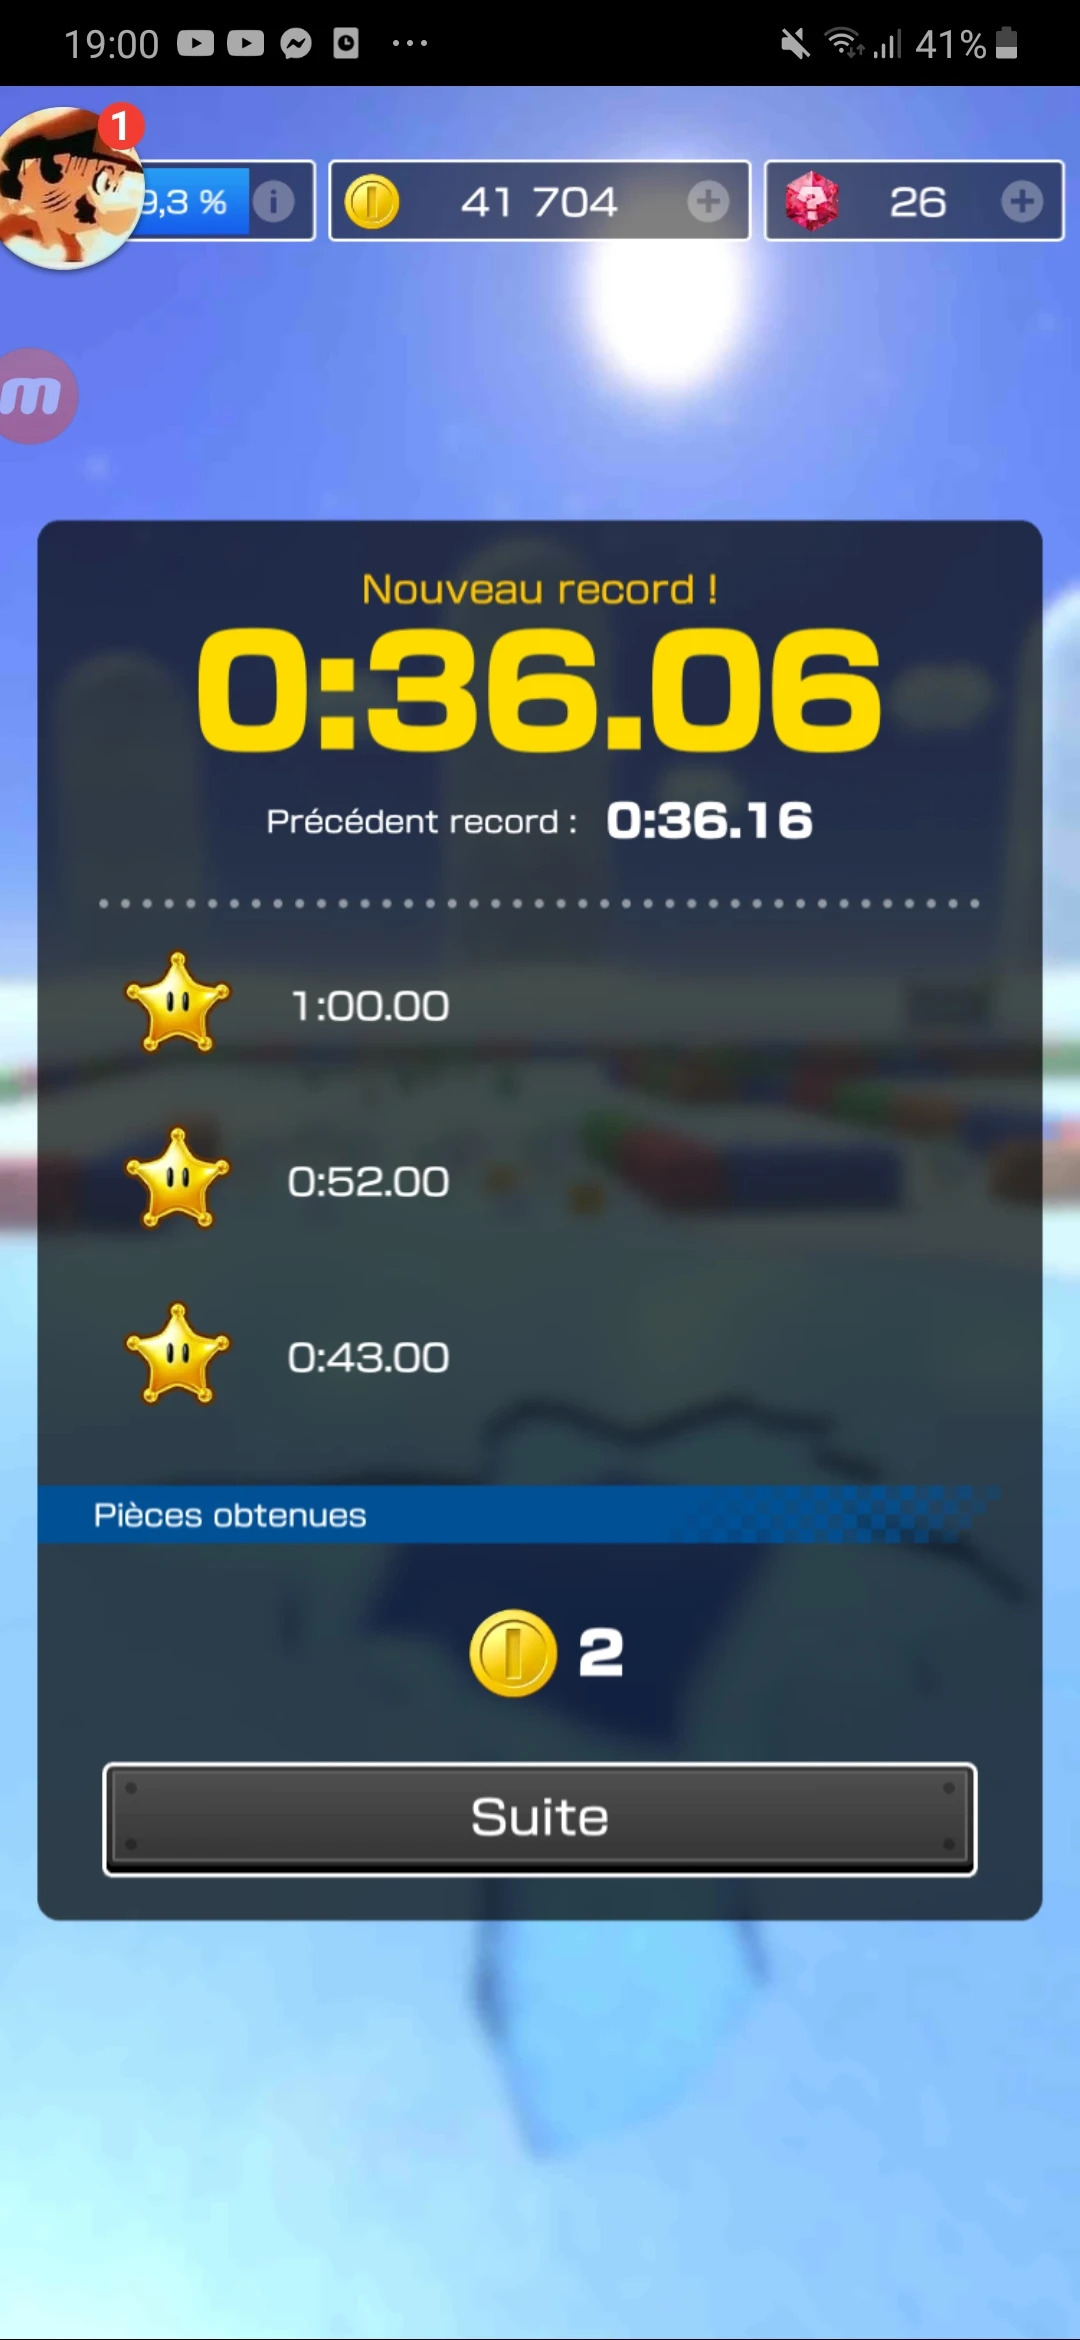 19:00
41%
1
9,3 %
41 704
26
m
Nouveau record !
0:36.06
Précédent record : 0:36.16
1:00.00
0:52.00
0:43.00
Pièces obtenues
2
Suite